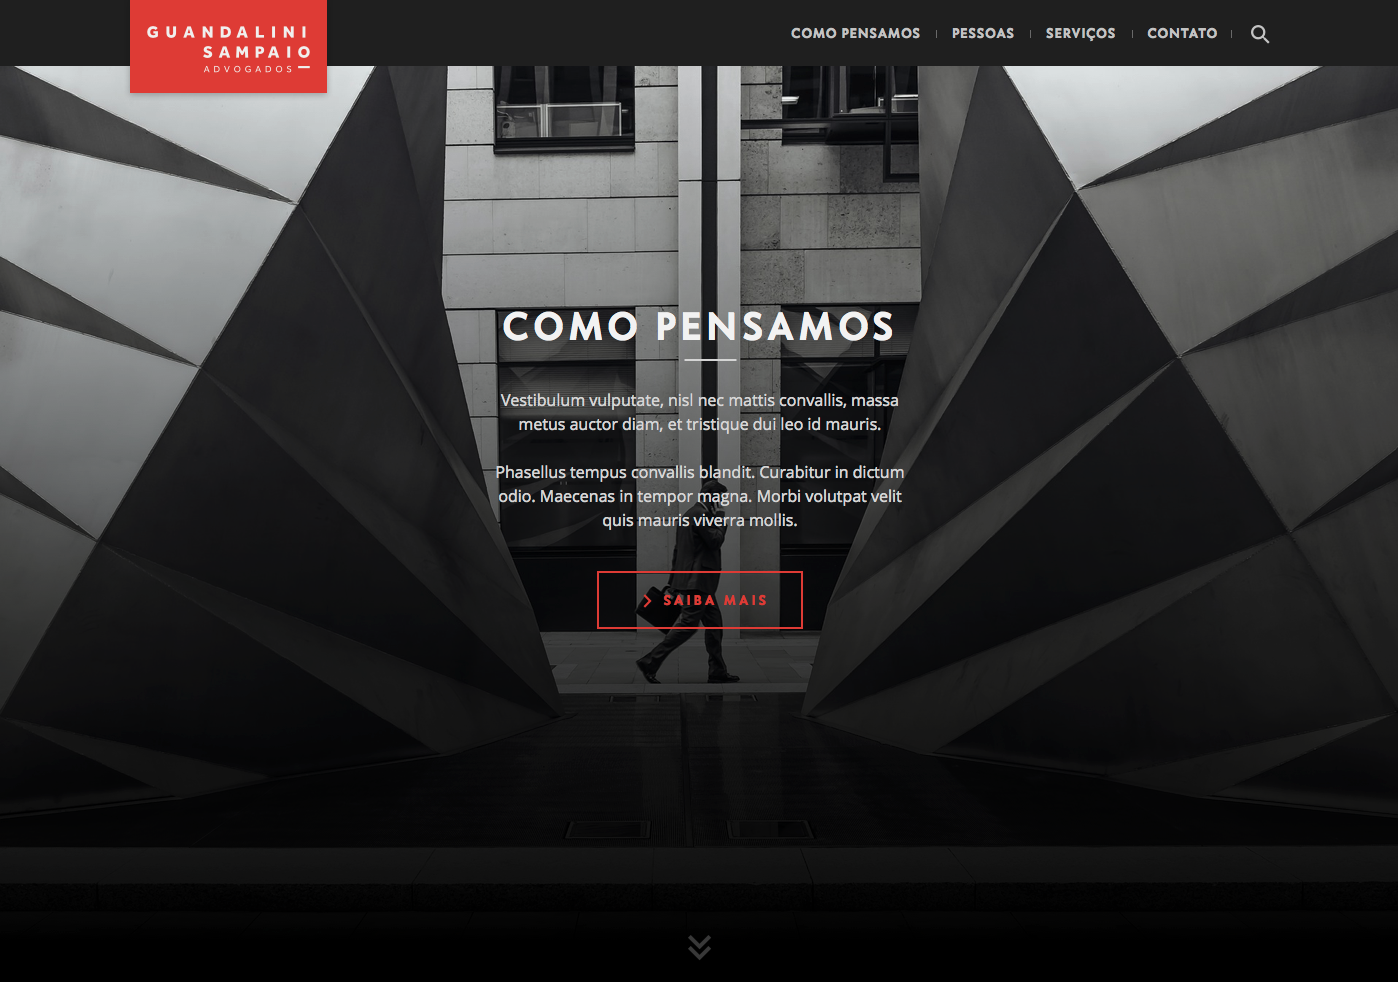 GUANDALINI
SAMPAIO
ADVOGADOS
COMO PENSAMOS
PESSOAS
SERVIÇOS
CONTATO
COMO PENSAMOS
Vestibulum vulputate, nisl nec mattis convallis, massa
metus auctor diam, et tristique dui leo id mauris.
Phasellus tempus convallis blandit. Curabitur in dictum
odio. Maecenas in tempor magna. Morbi volutpat velit
quis mauris viverra mollis.
SAIBA MAIS